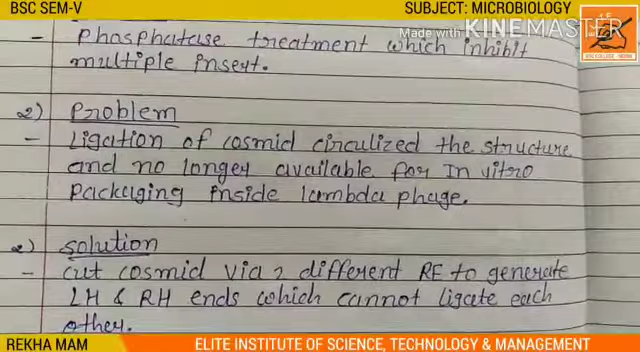 BSC SEM-V
SUBJECT: MICROBIOLOGY
Made with KINEMASTER
- Phosphatase treatment which inhibit
multiple insert.
2) Problem
- Ligation of cosmid circulized the structure
and no longer available for In vitro
Packaging inside lambda phage.
2) solution
- cut cosmid via 2 different RF to generate
LH & RH ends which cannot ligate each
other.
REKHA MAM
ELITE INSTITUTE OF SCIENCE, TECHNOLOGY & MANAGEMENT